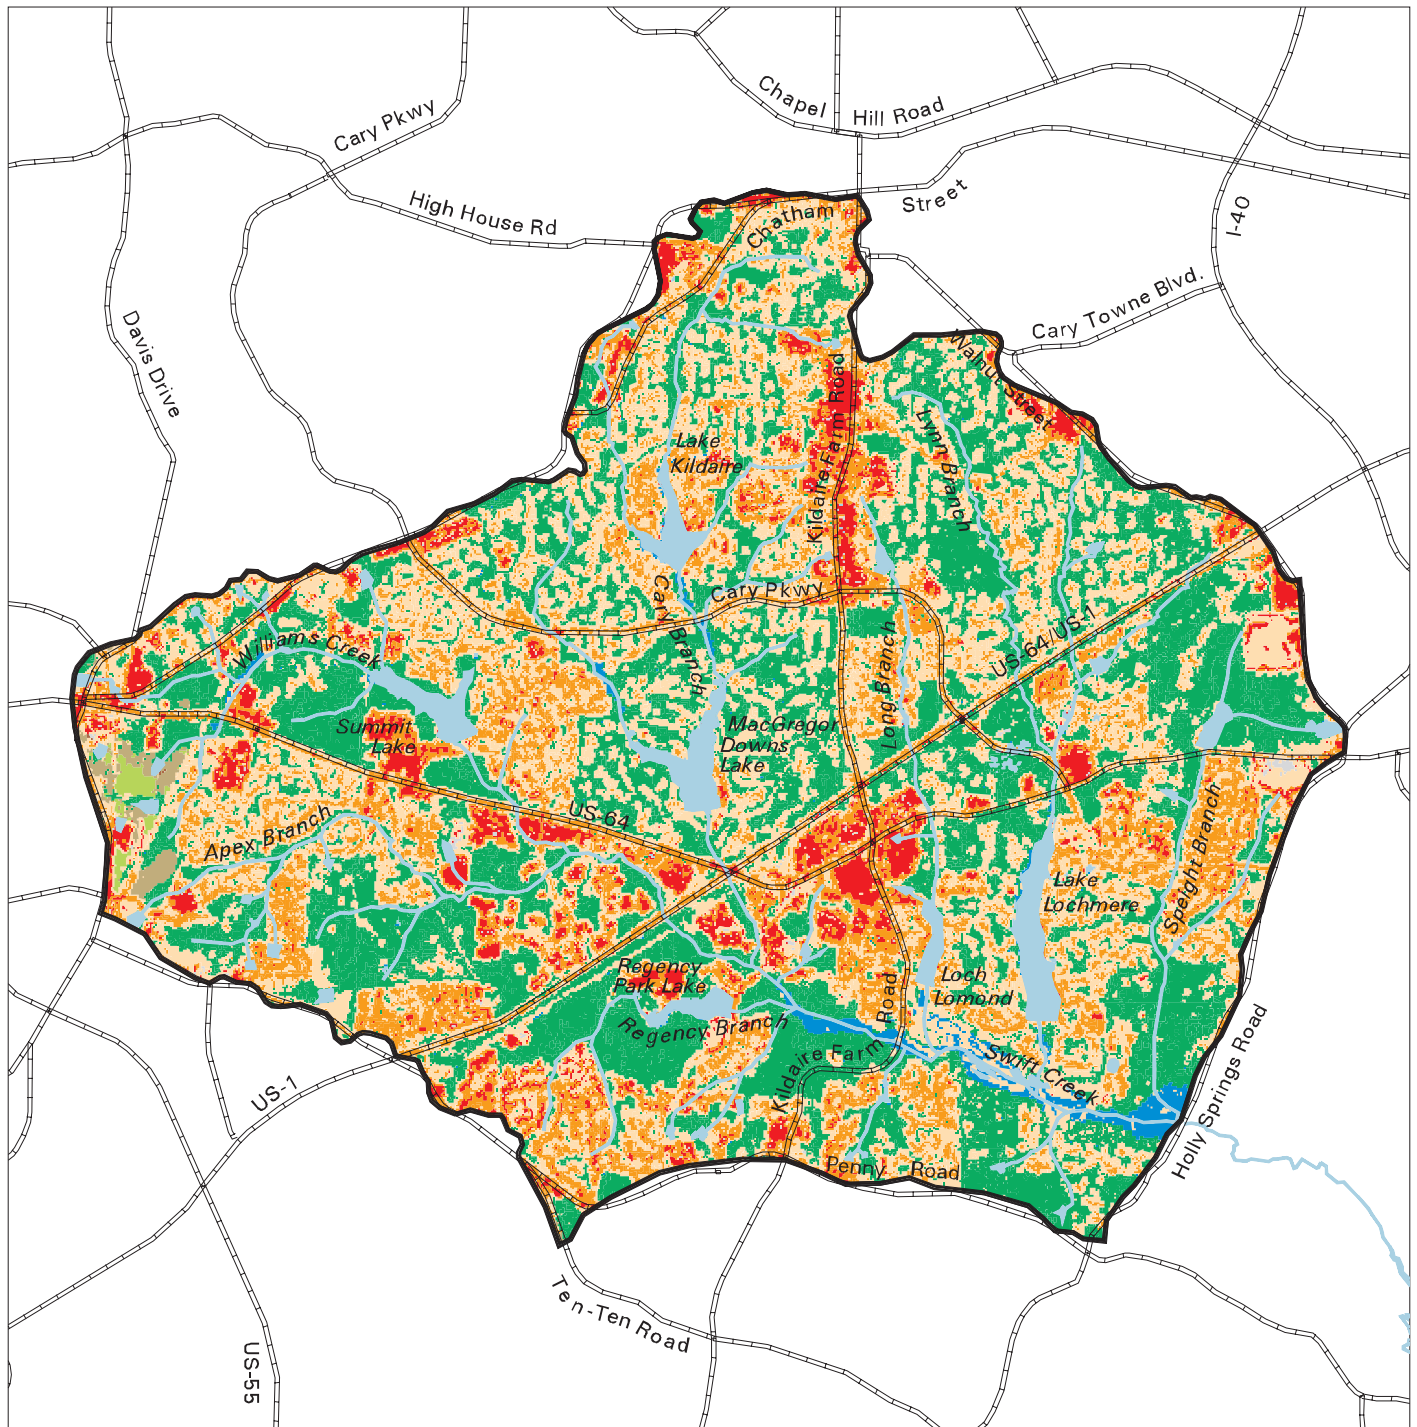 Chapel Hill Road
Cary Pkwy
High House Rd
Chatham Street
I-40
Cary Towne Blvd.
Davis Drive
Walnut Street
Kildaire Farm Road
Lynn Branch
Lake
Kildaire
Cary Pkwy
Cary Branch
Williams Creek
Long Branch
US-64/US-1
Summit
Lake
MacGregor
Downs
Lake
US-64
Apex Branch
Speight Branch
Lake
Lochmere
Regency
Park Lake
Loch
Lomond
Regency Branch
Kildaire Farm Road
Swift Creek
US-1
Holly Springs Road
Penny Road
Ten-Ten Road
US-55